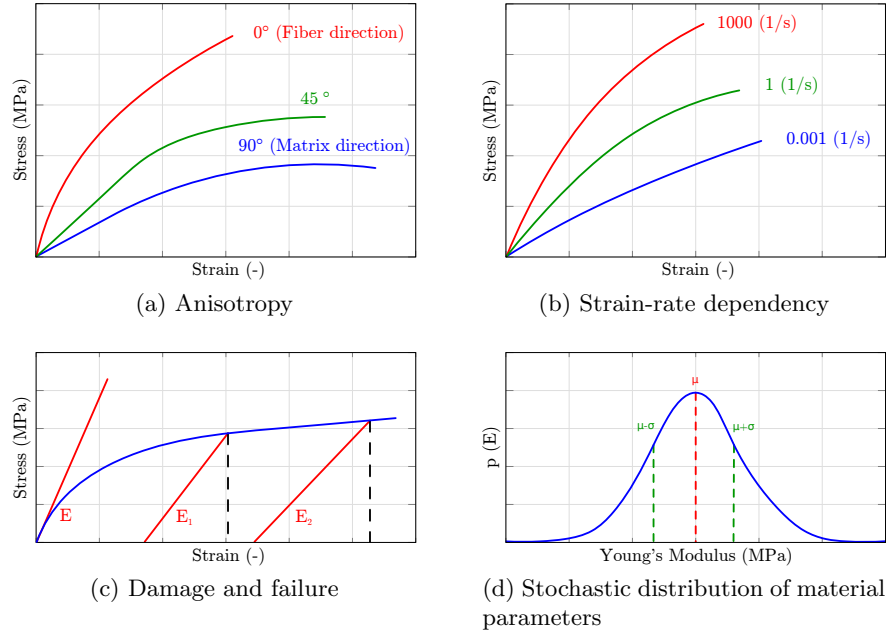 0° (Fiber direction)
45 °
90° (Matrix direction)
Stress (MPa)
Strain (-)
(a) Anisotropy
1000 (1/s)
1 (1/s)
0.001 (1/s)
Stress (MPa)
Strain (-)
(b) Strain-rate dependency
E
E₁
E₂
Stress (MPa)
Strain (-)
(c) Damage and failure
μ
μ-σ
μ+σ
p (E)
Young's Modulus (MPa)
(d) Stochastic distribution of material
parameters